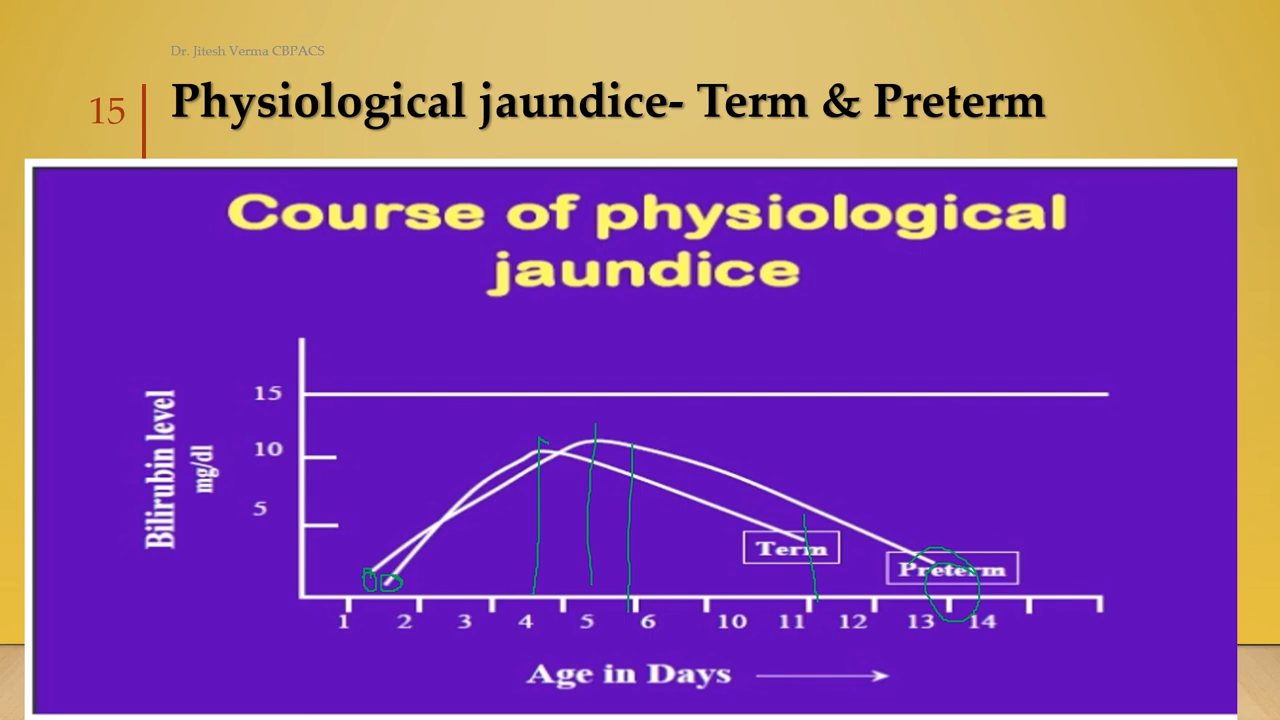 Dr. Jitesh Verma CBPACS
15
Physiological jaundice- Term & Preterm
Course of physiological
jaundice
Bilirubin level
mg/dl
15
10
5
Term
Preterm
1 2 3 4 5 6 10 11 12 13 14
Age in Days